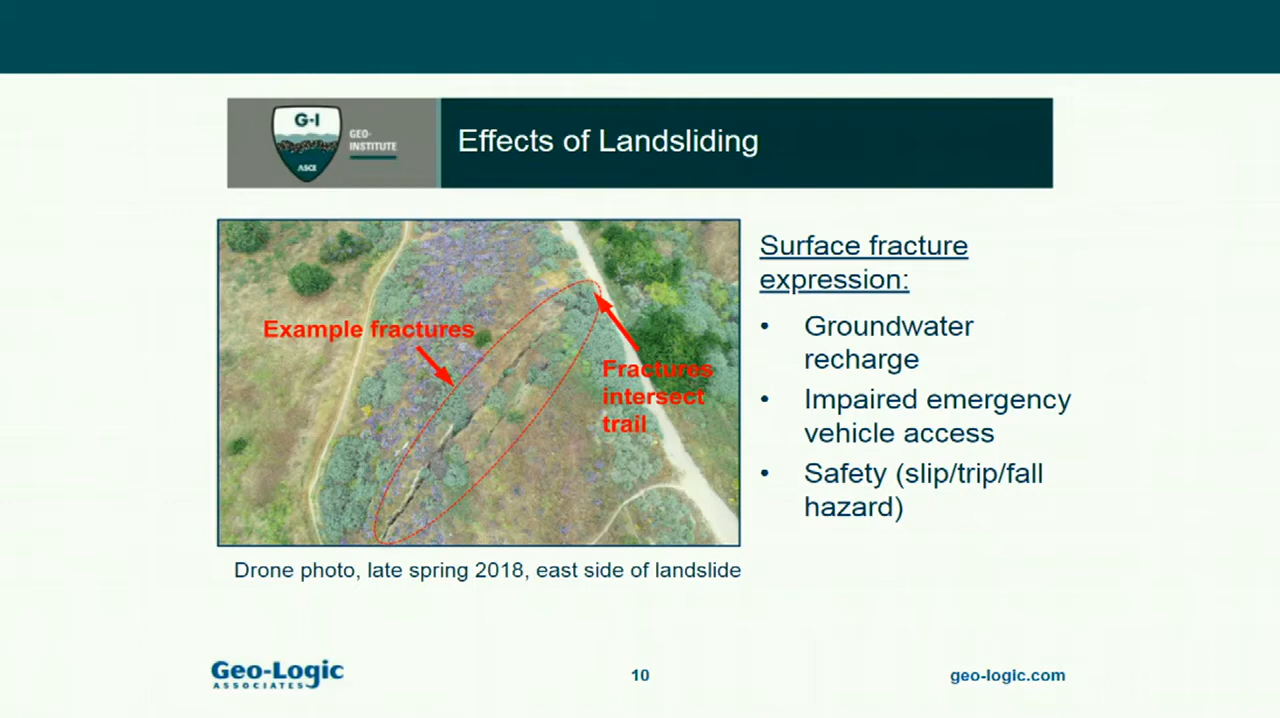 G-I
GEO-
INSTITUTE
ASCE
Effects of Landsliding
Example fractures
Fractures
intersect
trail
Drone photo, late spring 2018, east side of landslide
Surface fracture
expression:
• Groundwater
recharge
• Impaired emergency
vehicle access
• Safety (slip/trip/fall
hazard)
Geo-Logic
ASSOCIATES
10
geo-logic.com